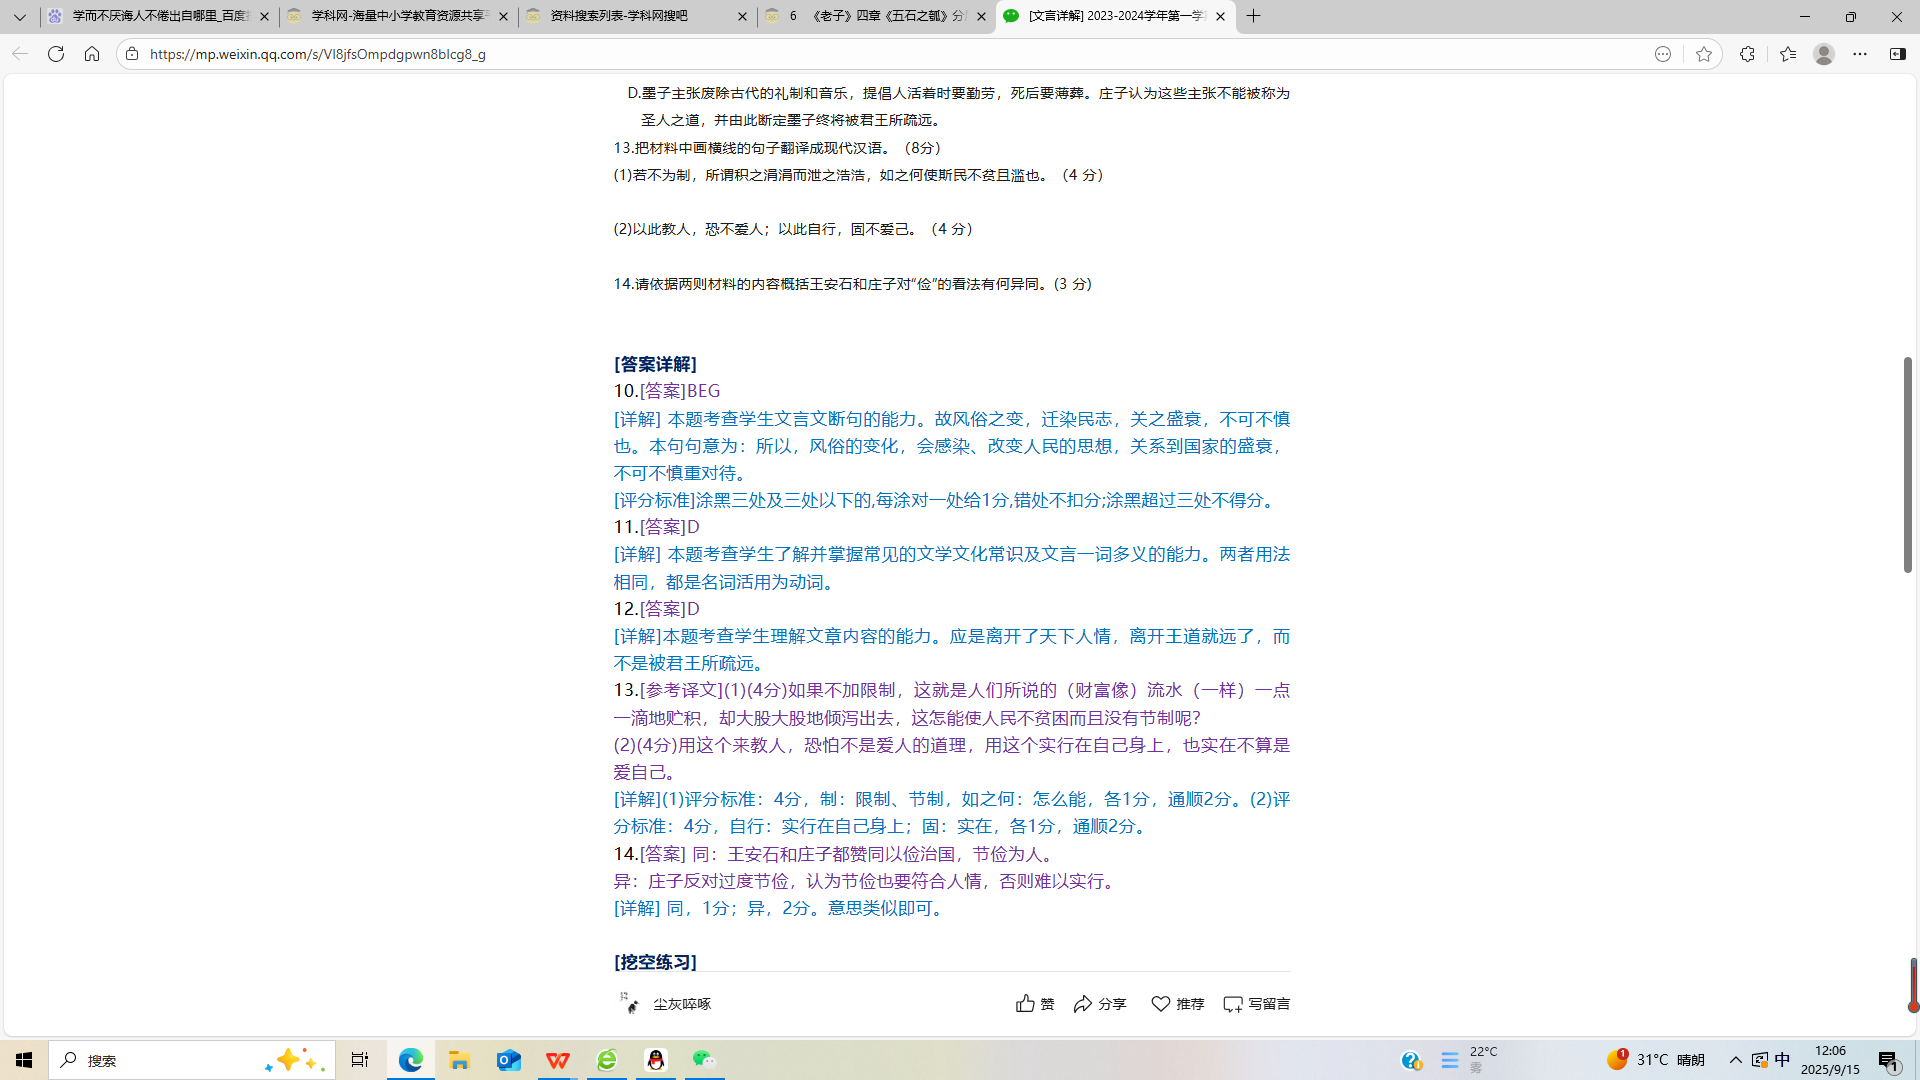 学而不厌诲人不倦出自哪里_百度
学科网-海量中小学教育资源共享
资料搜索列表-学科网搜吧
6 《老子》四章《五石之瓠》分
[文言详解] 2023-2024学年第一学
https://mp.weixin.qq.com/s/Vl8jfsOmpdgpwn8blcg8_g
D.墨子主张废除古代的礼制和音乐，提倡人活着时要勤劳，死后要薄葬。庄子认为这些主张不能被称为
圣人之道，并由此断定墨子终将被君王所疏远。
13.把材料中画横线的句子翻译成现代汉语。（8分）
(1)若不为制，所谓积之涓涓而泄之浩浩，如之何使斯民不贫且滥也。（4 分）
(2)以此教人，恐不爱人；以此自行，固不爱己。（4 分）
14.请依据两则材料的内容概括王安石和庄子对“俭”的看法有何异同。(3 分)
[答案详解]
10.[答案]BEG
[详解] 本题考查学生文言文断句的能力。故风俗之变，迁染民志，关之盛衰，不可不慎
也。本句句意为：所以，风俗的变化，会感染、改变人民的思想，关系到国家的盛衰，
不可不慎重对待。
[评分标准]涂黑三处及三处以下的,每涂对一处给1分,错处不扣分;涂黑超过三处不得分。
11.[答案]D
[详解] 本题考查学生了解并掌握常见的文学文化常识及文言一词多义的能力。两者用法
相同，都是名词活用为动词。
12.[答案]D
[详解]本题考查学生理解文章内容的能力。应是离开了天下人情，离开王道就远了，而
不是被君王所疏远。
13.[参考译文](1)(4分)如果不加限制，这就是人们所说的（财富像）流水（一样）一点
一滴地贮积，却大股大股地倾泻出去，这怎能使人民不贫困而且没有节制呢？
(2)(4分)用这个来教人，恐怕不是爱人的道理，用这个实行在自己身上，也实在不算是
爱自己。
[详解](1)评分标准：4分，制：限制、节制，如之何：怎么能，各1分，通顺2分。(2)评
分标准：4分，自行：实行在自己身上；固：实在，各1分，通顺2分。
14.[答案] 同：王安石和庄子都赞同以俭治国，节俭为人。
异：庄子反对过度节俭，认为节俭也要符合人情，否则难以实行。
[详解] 同，1分；异，2分。意思类似即可。
[挖空练习]
尘灰啐啄
赞
分享
推荐
写留言
搜索
22°C
雾
1
31°C 晴朗
中
12:06
2025/9/15
1